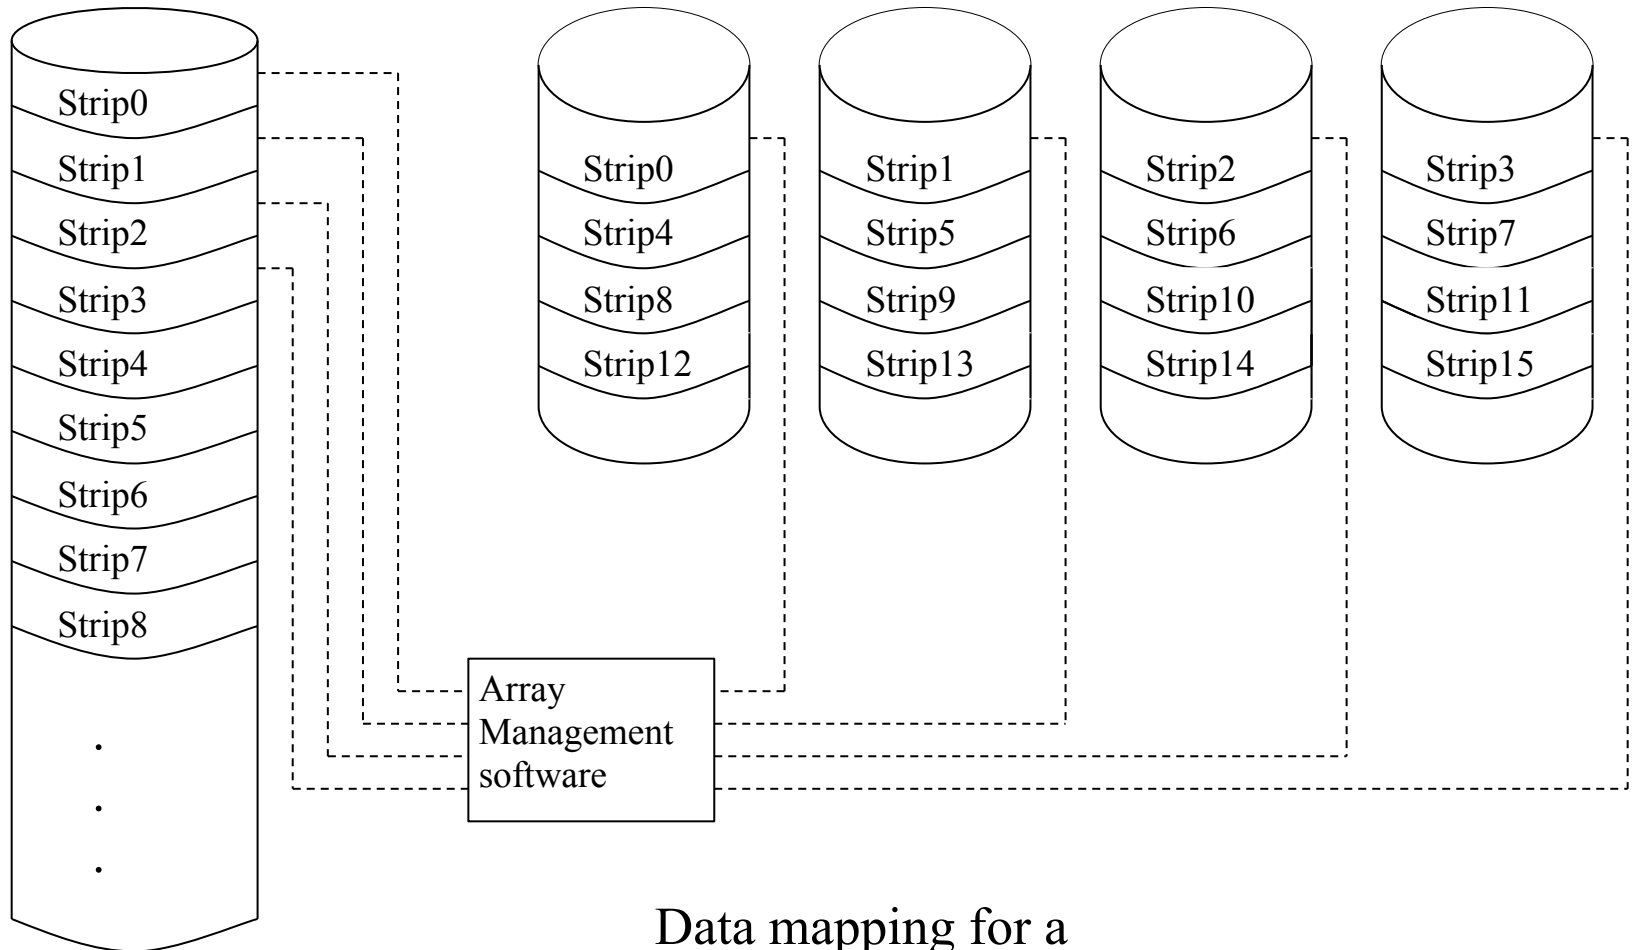 Strip0
Strip1
Strip2
Strip3
Strip4
Strip5
Strip6
Strip7
Strip8
.
.
.
Strip0
Strip4
Strip8
Strip12
Strip1
Strip5
Strip9
Strip13
Strip2
Strip6
Strip10
Strip14
Strip3
Strip7
Strip11
Strip15
Array
Management
software
Data mapping for a